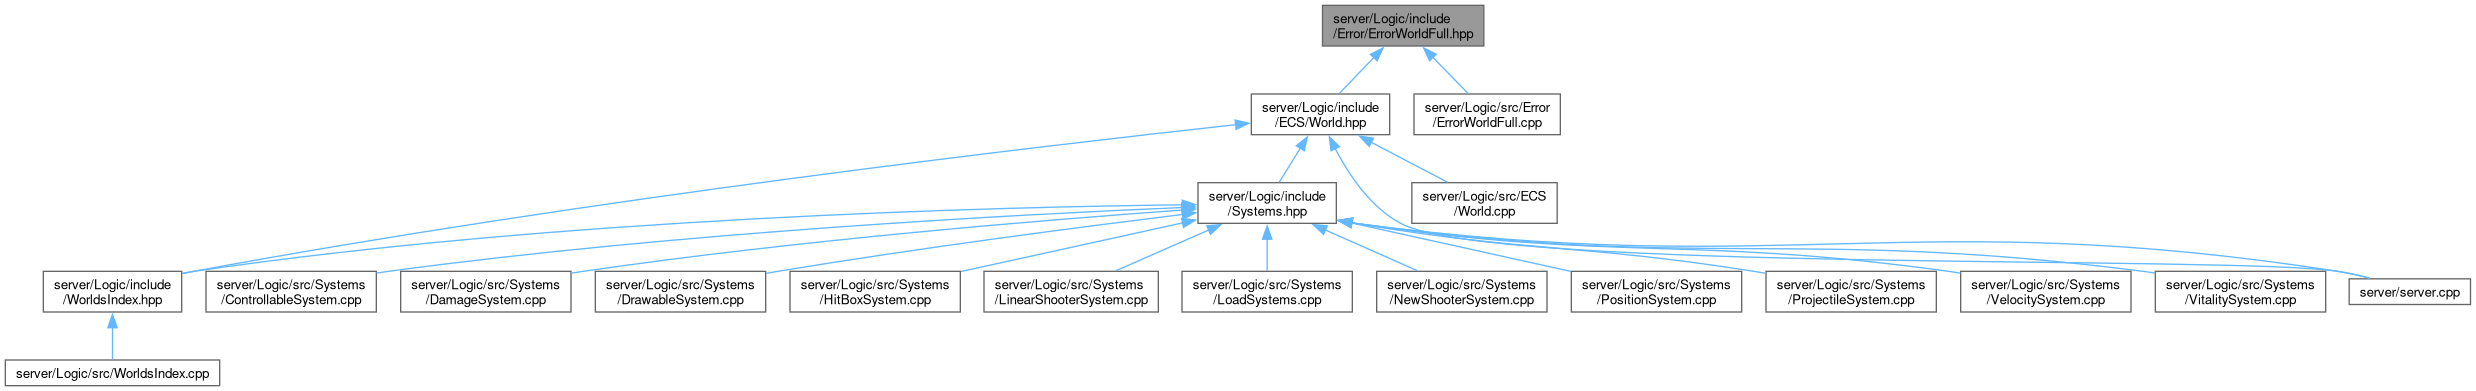 server/Logic/include
/Error/ErrorWorldFull.hpp
server/Logic/include
/ECS/World.hpp
server/Logic/src/Error
/ErrorWorldFull.cpp
server/Logic/include
/Systems.hpp
server/Logic/src/ECS
/World.cpp
server/Logic/include
/WorldsIndex.hpp
server/Logic/src/Systems
/ControllableSystem.cpp
server/Logic/src/Systems
/DamageSystem.cpp
server/Logic/src/Systems
/DrawableSystem.cpp
server/Logic/src/Systems
/HitBoxSystem.cpp
server/Logic/src/Systems
/LinearShooterSystem.cpp
server/Logic/src/Systems
/LoadSystems.cpp
server/Logic/src/Systems
/NewShooterSystem.cpp
server/Logic/src/Systems
/PositionSystem.cpp
server/Logic/src/Systems
/ProjectileSystem.cpp
server/Logic/src/Systems
/VelocitySystem.cpp
server/Logic/src/Systems
/VitalitySystem.cpp
server/server.cpp
server/Logic/src/WorldsIndex.cpp